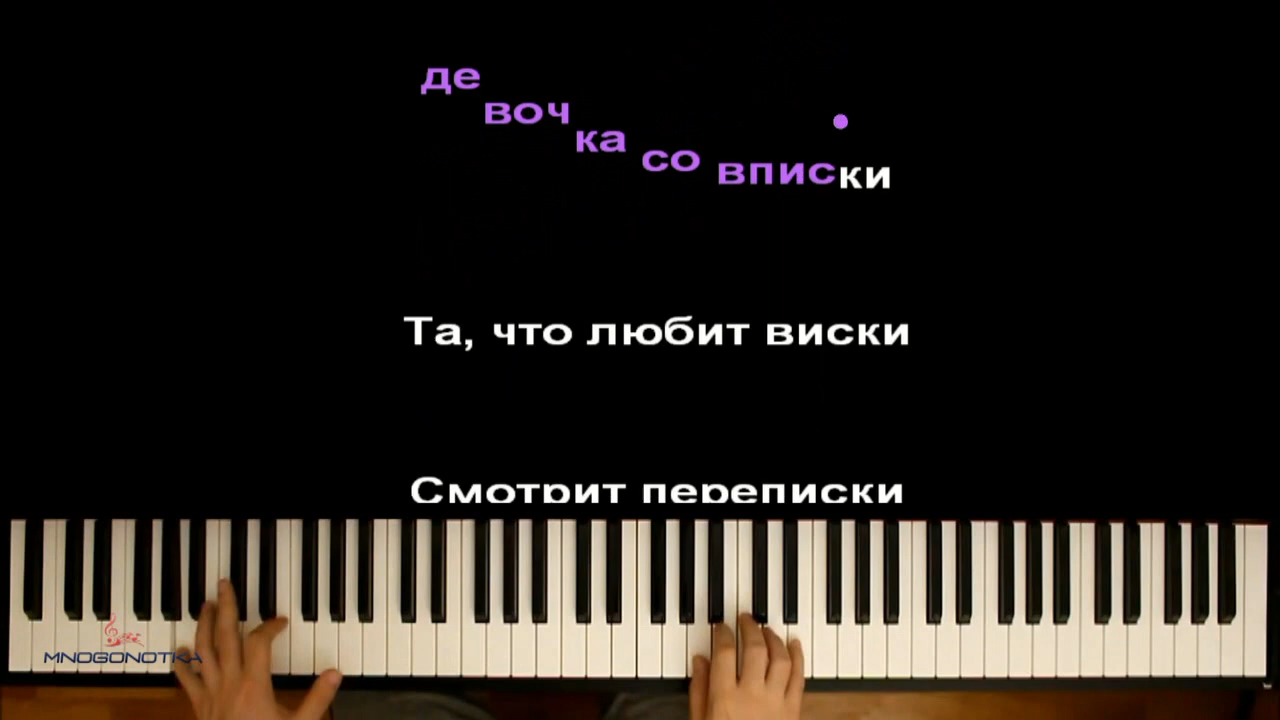 девочка со вписки
Та, что любит виски
Смотрит переписки
MNOGONOTKA